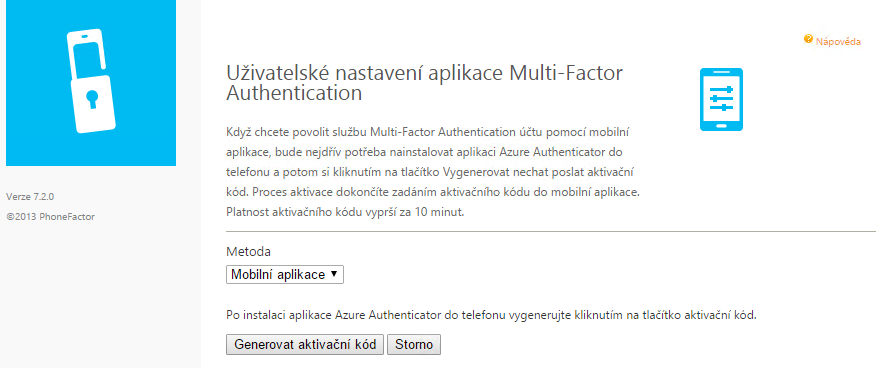 Nápověda
Uživatelské nastavení aplikace Multi-Factor
Authentication
Když chcete povolit službu Multi-Factor Authentication účtu pomocí mobilní
aplikace, bude nejdřív potřeba nainstalovat aplikaci Azure Authenticator do
telefonu a potom si kliknutím na tlačítko Vygenerovat nechat poslat aktivační
kód. Proces aktivace dokončíte zadáním aktivačního kódu do mobilní aplikace.
Platnost aktivačního kódu vyprší za 10 minut.
Verze 7.2.0
©2013 PhoneFactor
Metoda
Mobilní aplikace
Po instalaci aplikace Azure Authenticator do telefonu vygenerujte kliknutím na tlačítko aktivační kód.
Generovat aktivační kód Storno